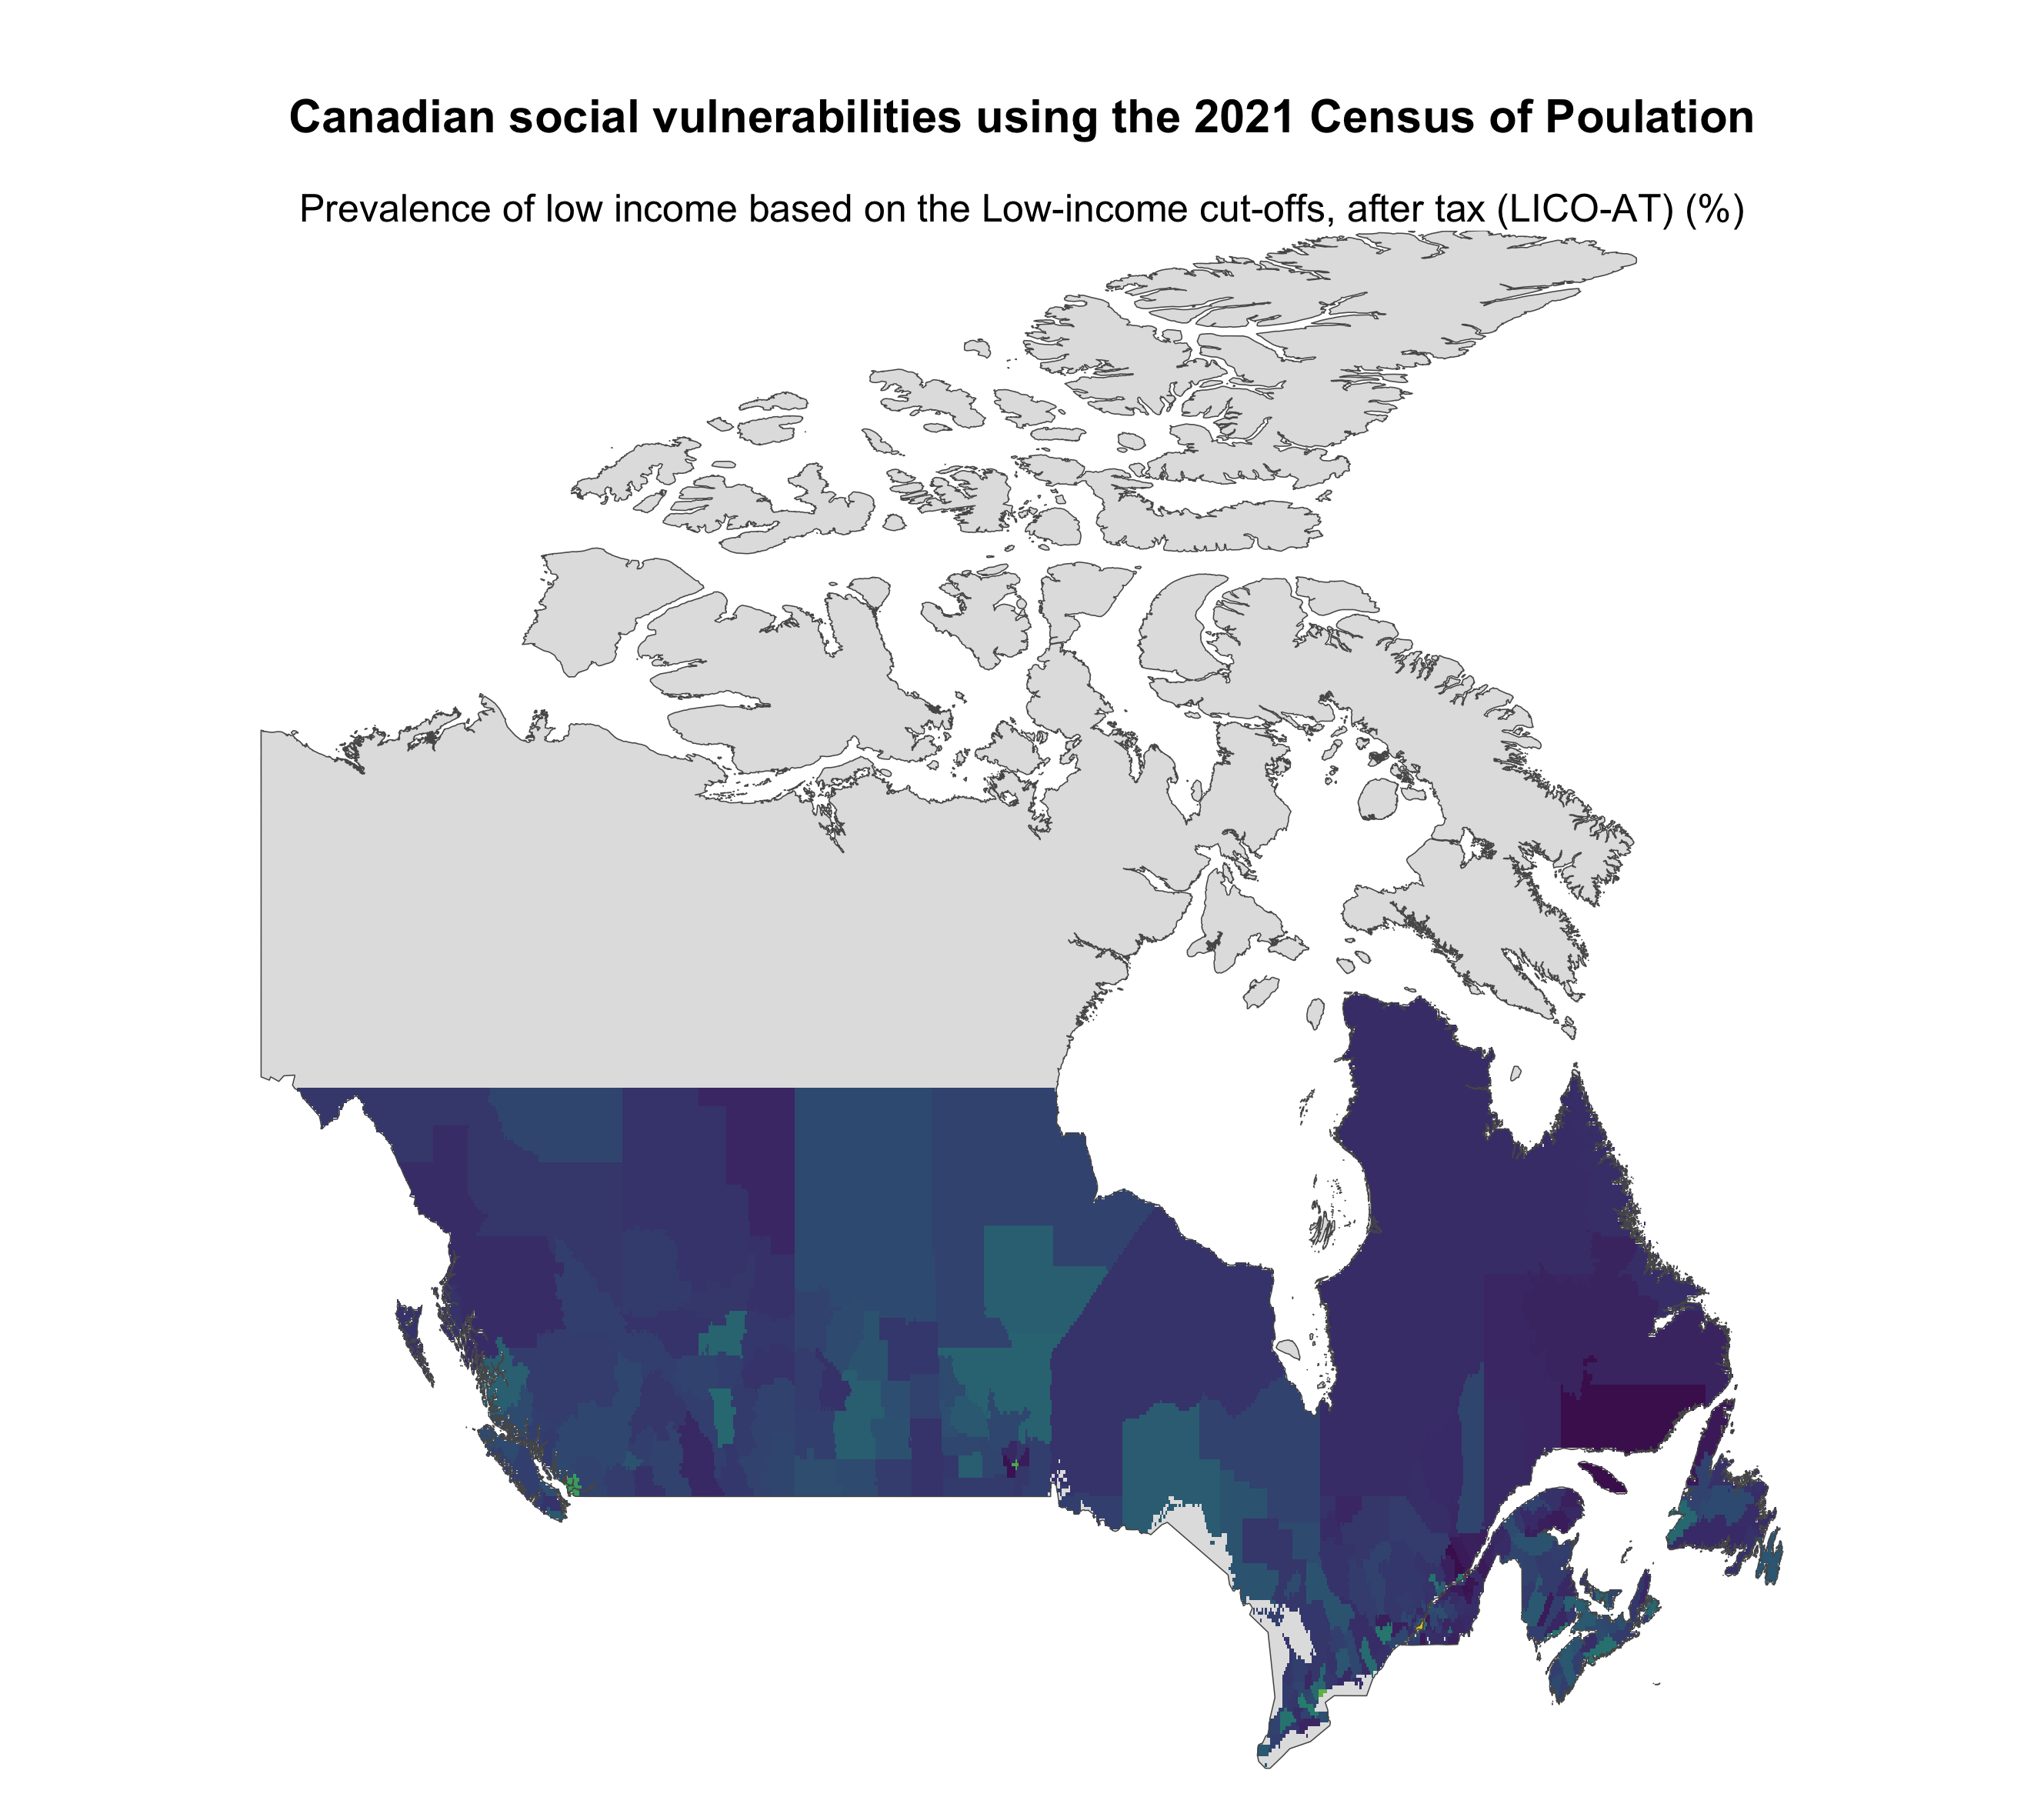 Canadian social vulnerabilities using the 2021 Census of Poulation
Prevalence of low income based on the Low-income cut-offs, after tax (LICO-AT) (%)